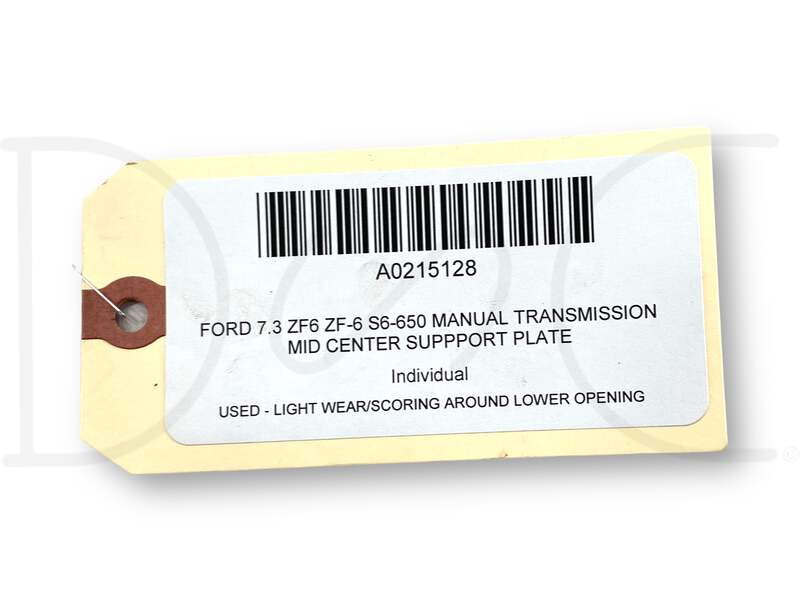 A0215128
FORD 7.3 ZF6 ZF-6 S6-650 MANUAL TRANSMISSION
MID CENTER SUPPPORT PLATE
Individual
USED - LIGHT WEAR/SCORING AROUND LOWER OPENING